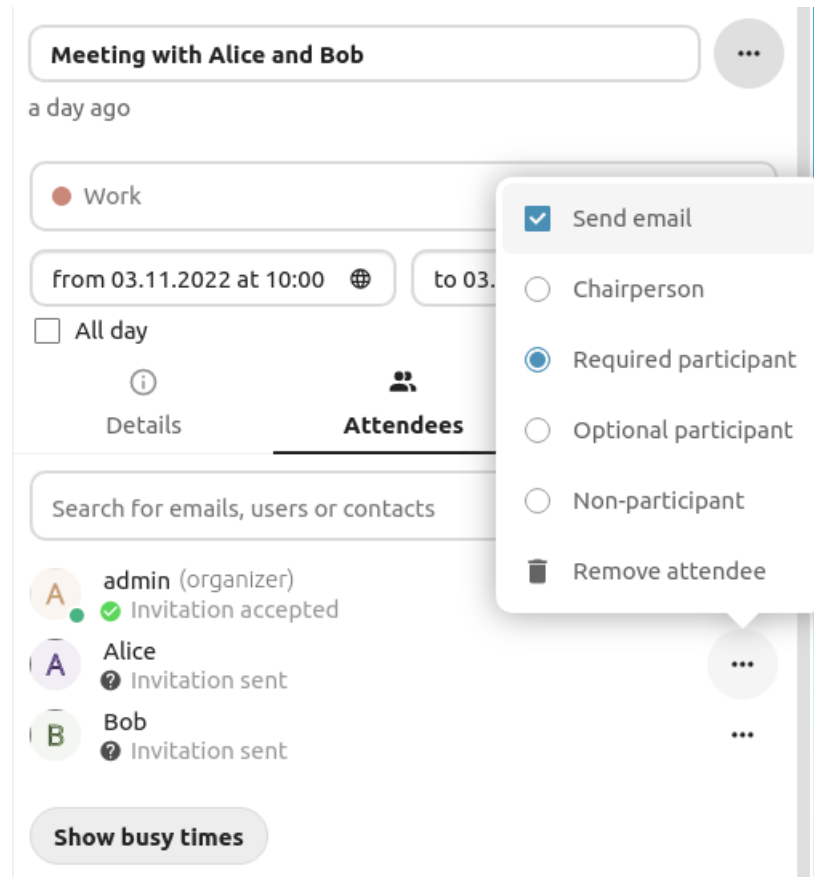 Meeting with Alice and Bob
a day ago
Work
from 03.11.2022 at 10:00
to 03.
All day
Details
Attendees
Search for emails, users or contacts
admin (organizer)
Invitation accepted
A
Alice
Invitation sent
A
Bob
Invitation sent
B
Show busy times
Send email
Chairperson
Required participant
Optional participant
Non-participant
Remove attendee